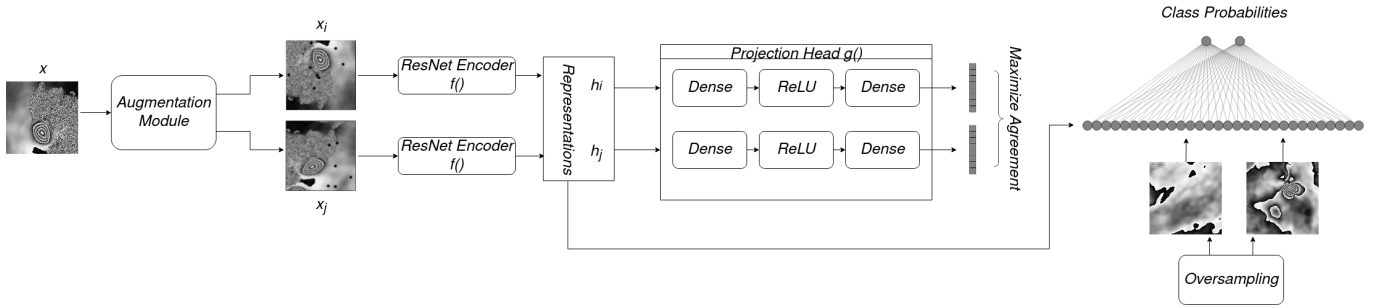 x
Augmentation
Module
xi
xj
ResNet Encoder
f()
ResNet Encoder
f()
Representations
hi
hj
Projection Head g()
Dense
ReLU
Dense
Dense
ReLU
Dense
Maximize Agreement
Class Probabilities
Oversampling